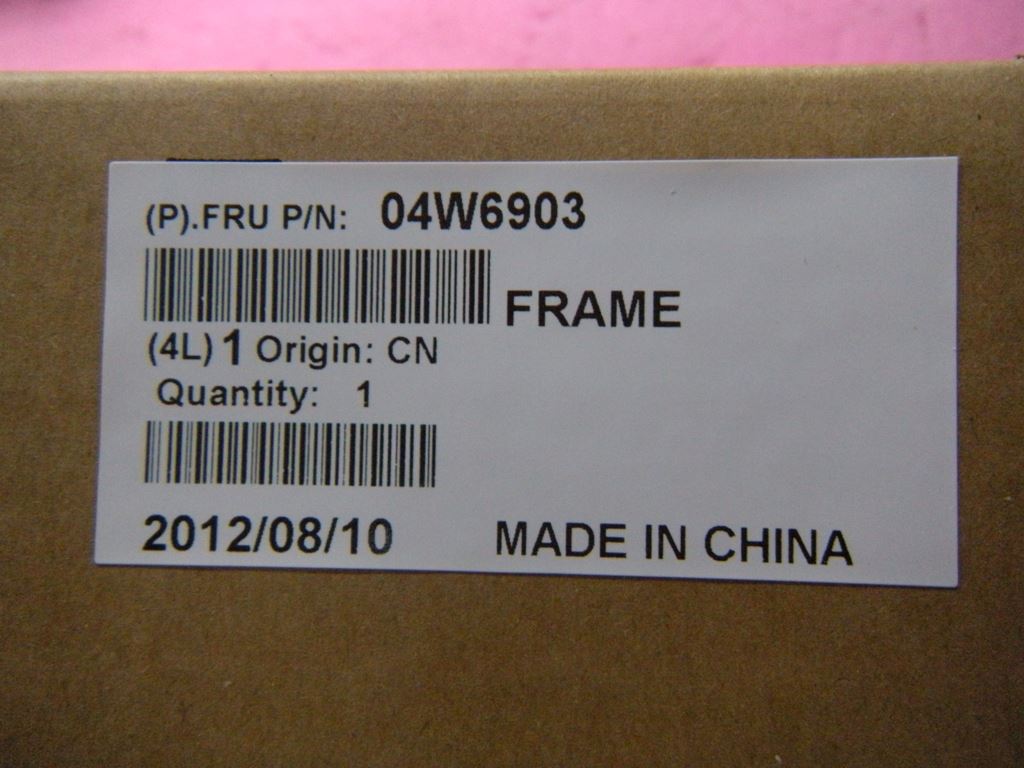 (P).FRU P/N: 04W6903
FRAME
(4L) 1 Origin: CN
Quantity: 1
2012/08/10 MADE IN CHINA